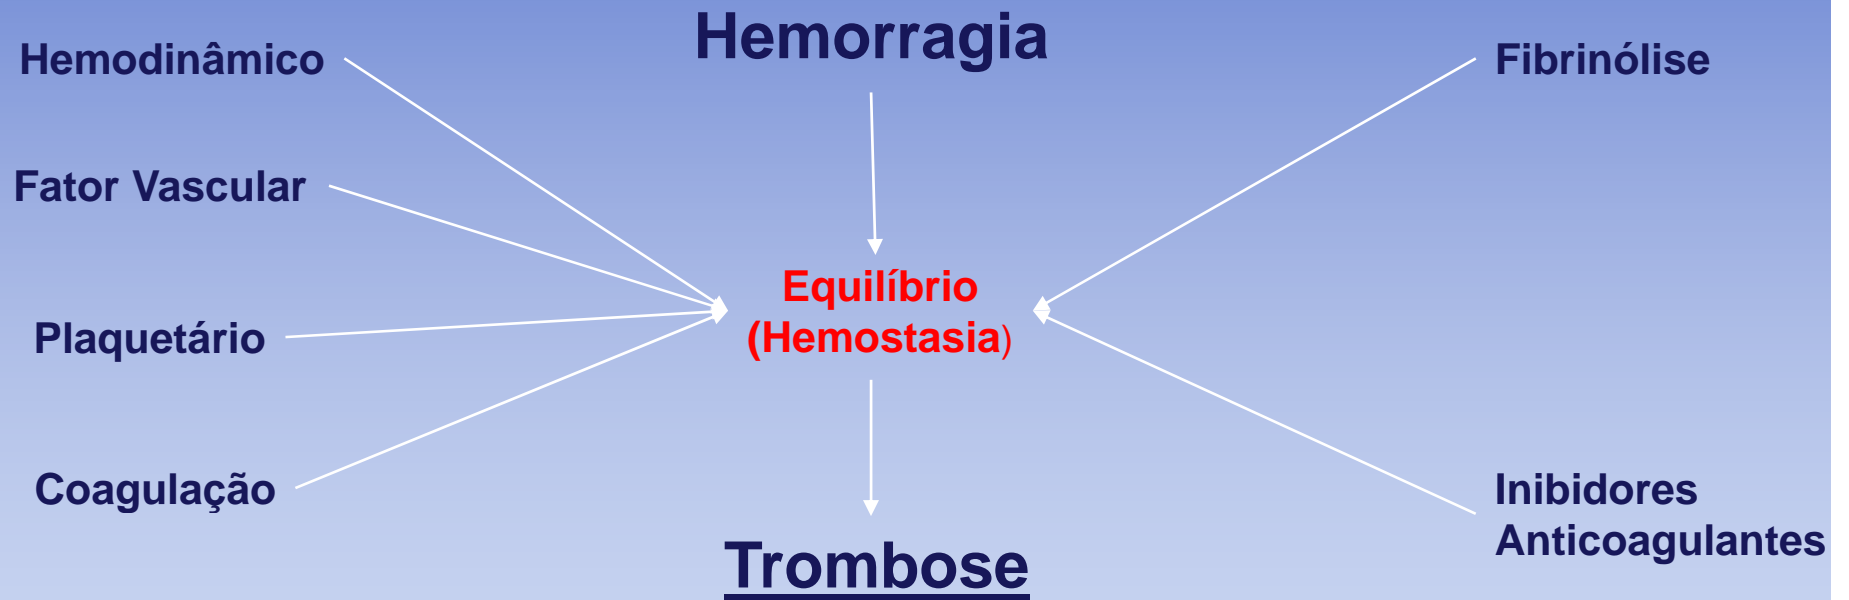 Hemorragia
Hemodinâmico
Fibrinólise
Fator Vascular
Equilíbrio
(Hemostasia)
Plaquetário
Coagulação
Inibidores
Anticoagulantes
Trombose